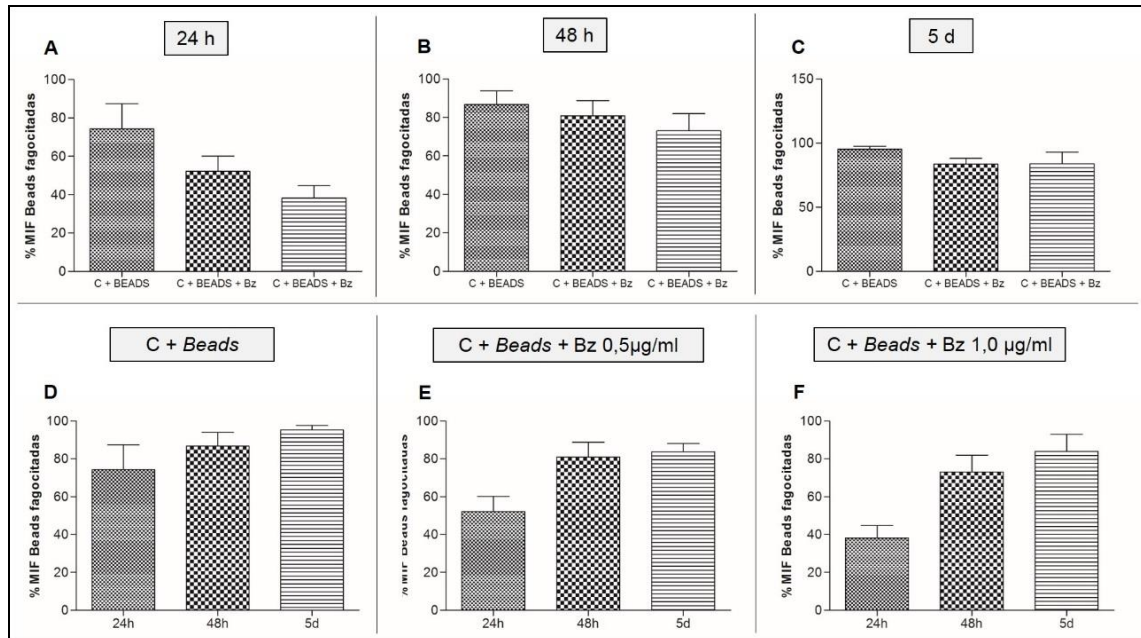 A
24 h
% MIF Beads fagocitadas
100
80
60
40
20
0
C + BEADS
C + BEADS + Bz
C + BEADS + Bz
B
48 h
% MIF Beads fagocitadas
100
80
60
40
20
0
C + BEADS
C + BEADS + Bz
C + BEADS + Bz
C
5 d
% MIF Beads fagocitadas
150
100
50
0
C + BEADS
C + BEADS + Bz
C + BEADS + Bz
C + Beads
D
% MIF Beads fagocitadas
100
80
60
40
20
0
24h
48h
5d
C + Beads + Bz 0,5µg/ml
E
% MIF Beads fagocitadas
100
80
60
40
20
0
24h
48h
5d
C + Beads + Bz 1,0 µg/ml
F
% MIF Beads fagocitadas
100
80
60
40
20
0
24h
48h
5d